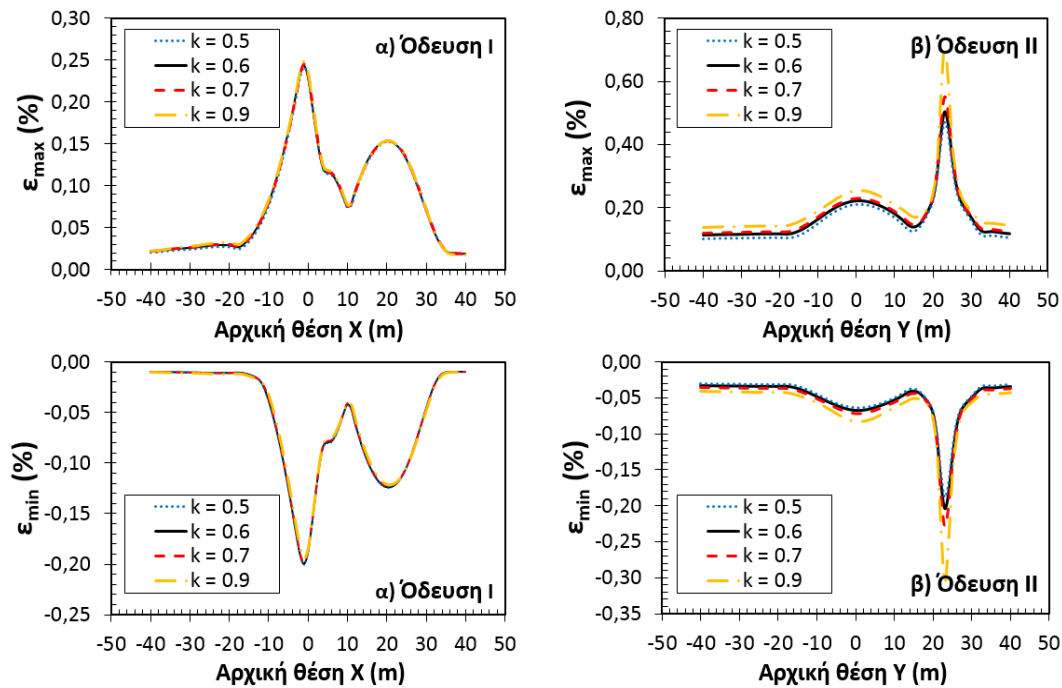 α) Όδευση I
k = 0.5
k = 0.6
k = 0.7
k = 0.9
εmax (%)
0,30
0,25
0,20
0,15
0,10
0,05
0,00
-50 -40 -30 -20 -10 0 10 20 30 40 50
Αρχική θέση X (m)
β) Όδευση II
k = 0.5
k = 0.6
k = 0.7
k = 0.9
εmax (%)
0,80
0,60
0,40
0,20
0,00
-50 -40 -30 -20 -10 0 10 20 30 40 50
Αρχική θέση Y (m)
εmin (%)
0,00
-0,05
-0,10
-0,15
-0,20
-0,25
k = 0.5
k = 0.6
k = 0.7
k = 0.9
α) Όδευση I
-50 -40 -30 -20 -10 0 10 20 30 40 50
Αρχική θέση X (m)
εmin (%)
0,00
-0,05
-0,10
-0,15
-0,20
-0,25
-0,30
-0,35
k = 0.5
k = 0.6
k = 0.7
k = 0.9
β) Όδευση II
-50 -40 -30 -20 -10 0 10 20 30 40 50
Αρχική θέση Y (m)